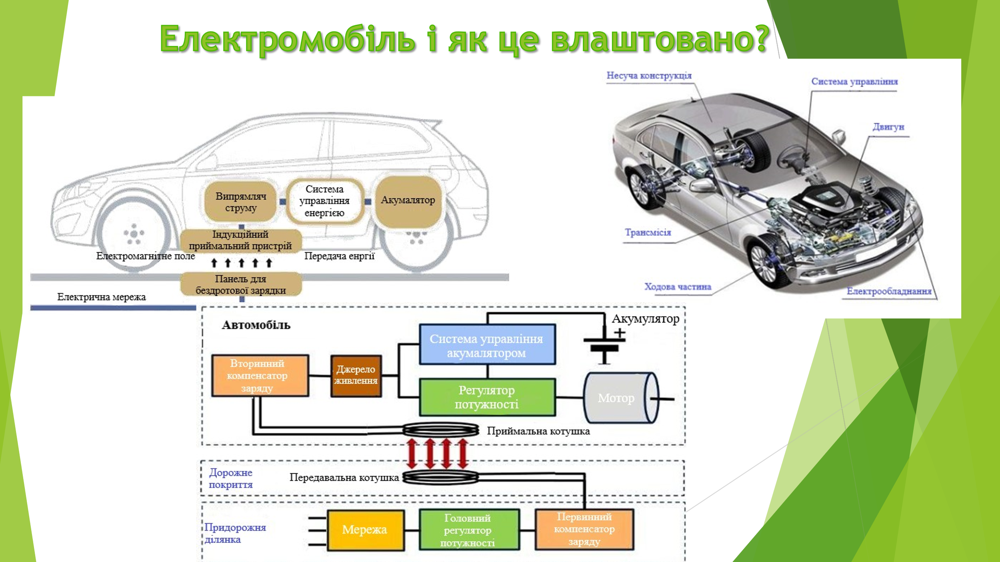 Електромобіль і як це влаштовано?
Випрямляч
струму
Система
управління
енергією
Акумалятор
Індукційний
приймальний пристрій
Електромагнітне поле
Передача енргії
Панель для
бездротової зарядки
Електрична мережа
Несуча конструкція
Система управління
Двигун
Трансмісія
Ходова частина
Електрообладнання
Автомобіль
Акумулятор
+
Система управління
акумалятором
Вторинний
компенсатор
заряду
Джерело
живлення
Регулятор
потужності
Мотор
Приймальна котушка
Дорожне
покриття
Передавальна котушка
Придорожня
ділянка
Мережа
Головний
регулятор
потужності
Первинний
компенсатор
заряду